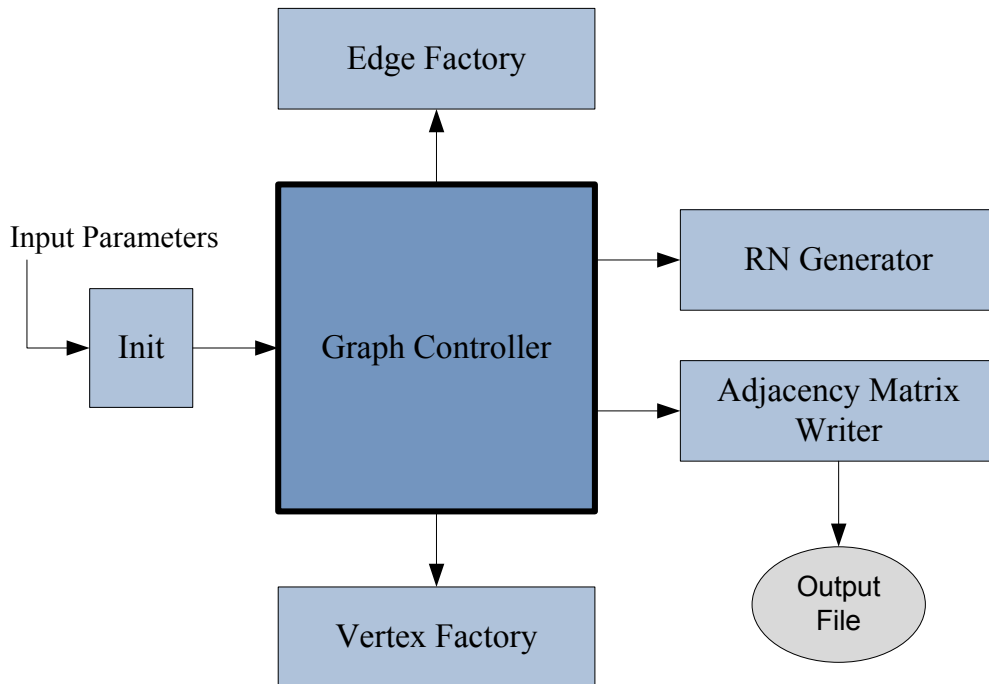 Edge Factory
Input Parameters
RN Generator
Init
Graph Controller
Adjacency Matrix
Writer
Output
File
Vertex Factory